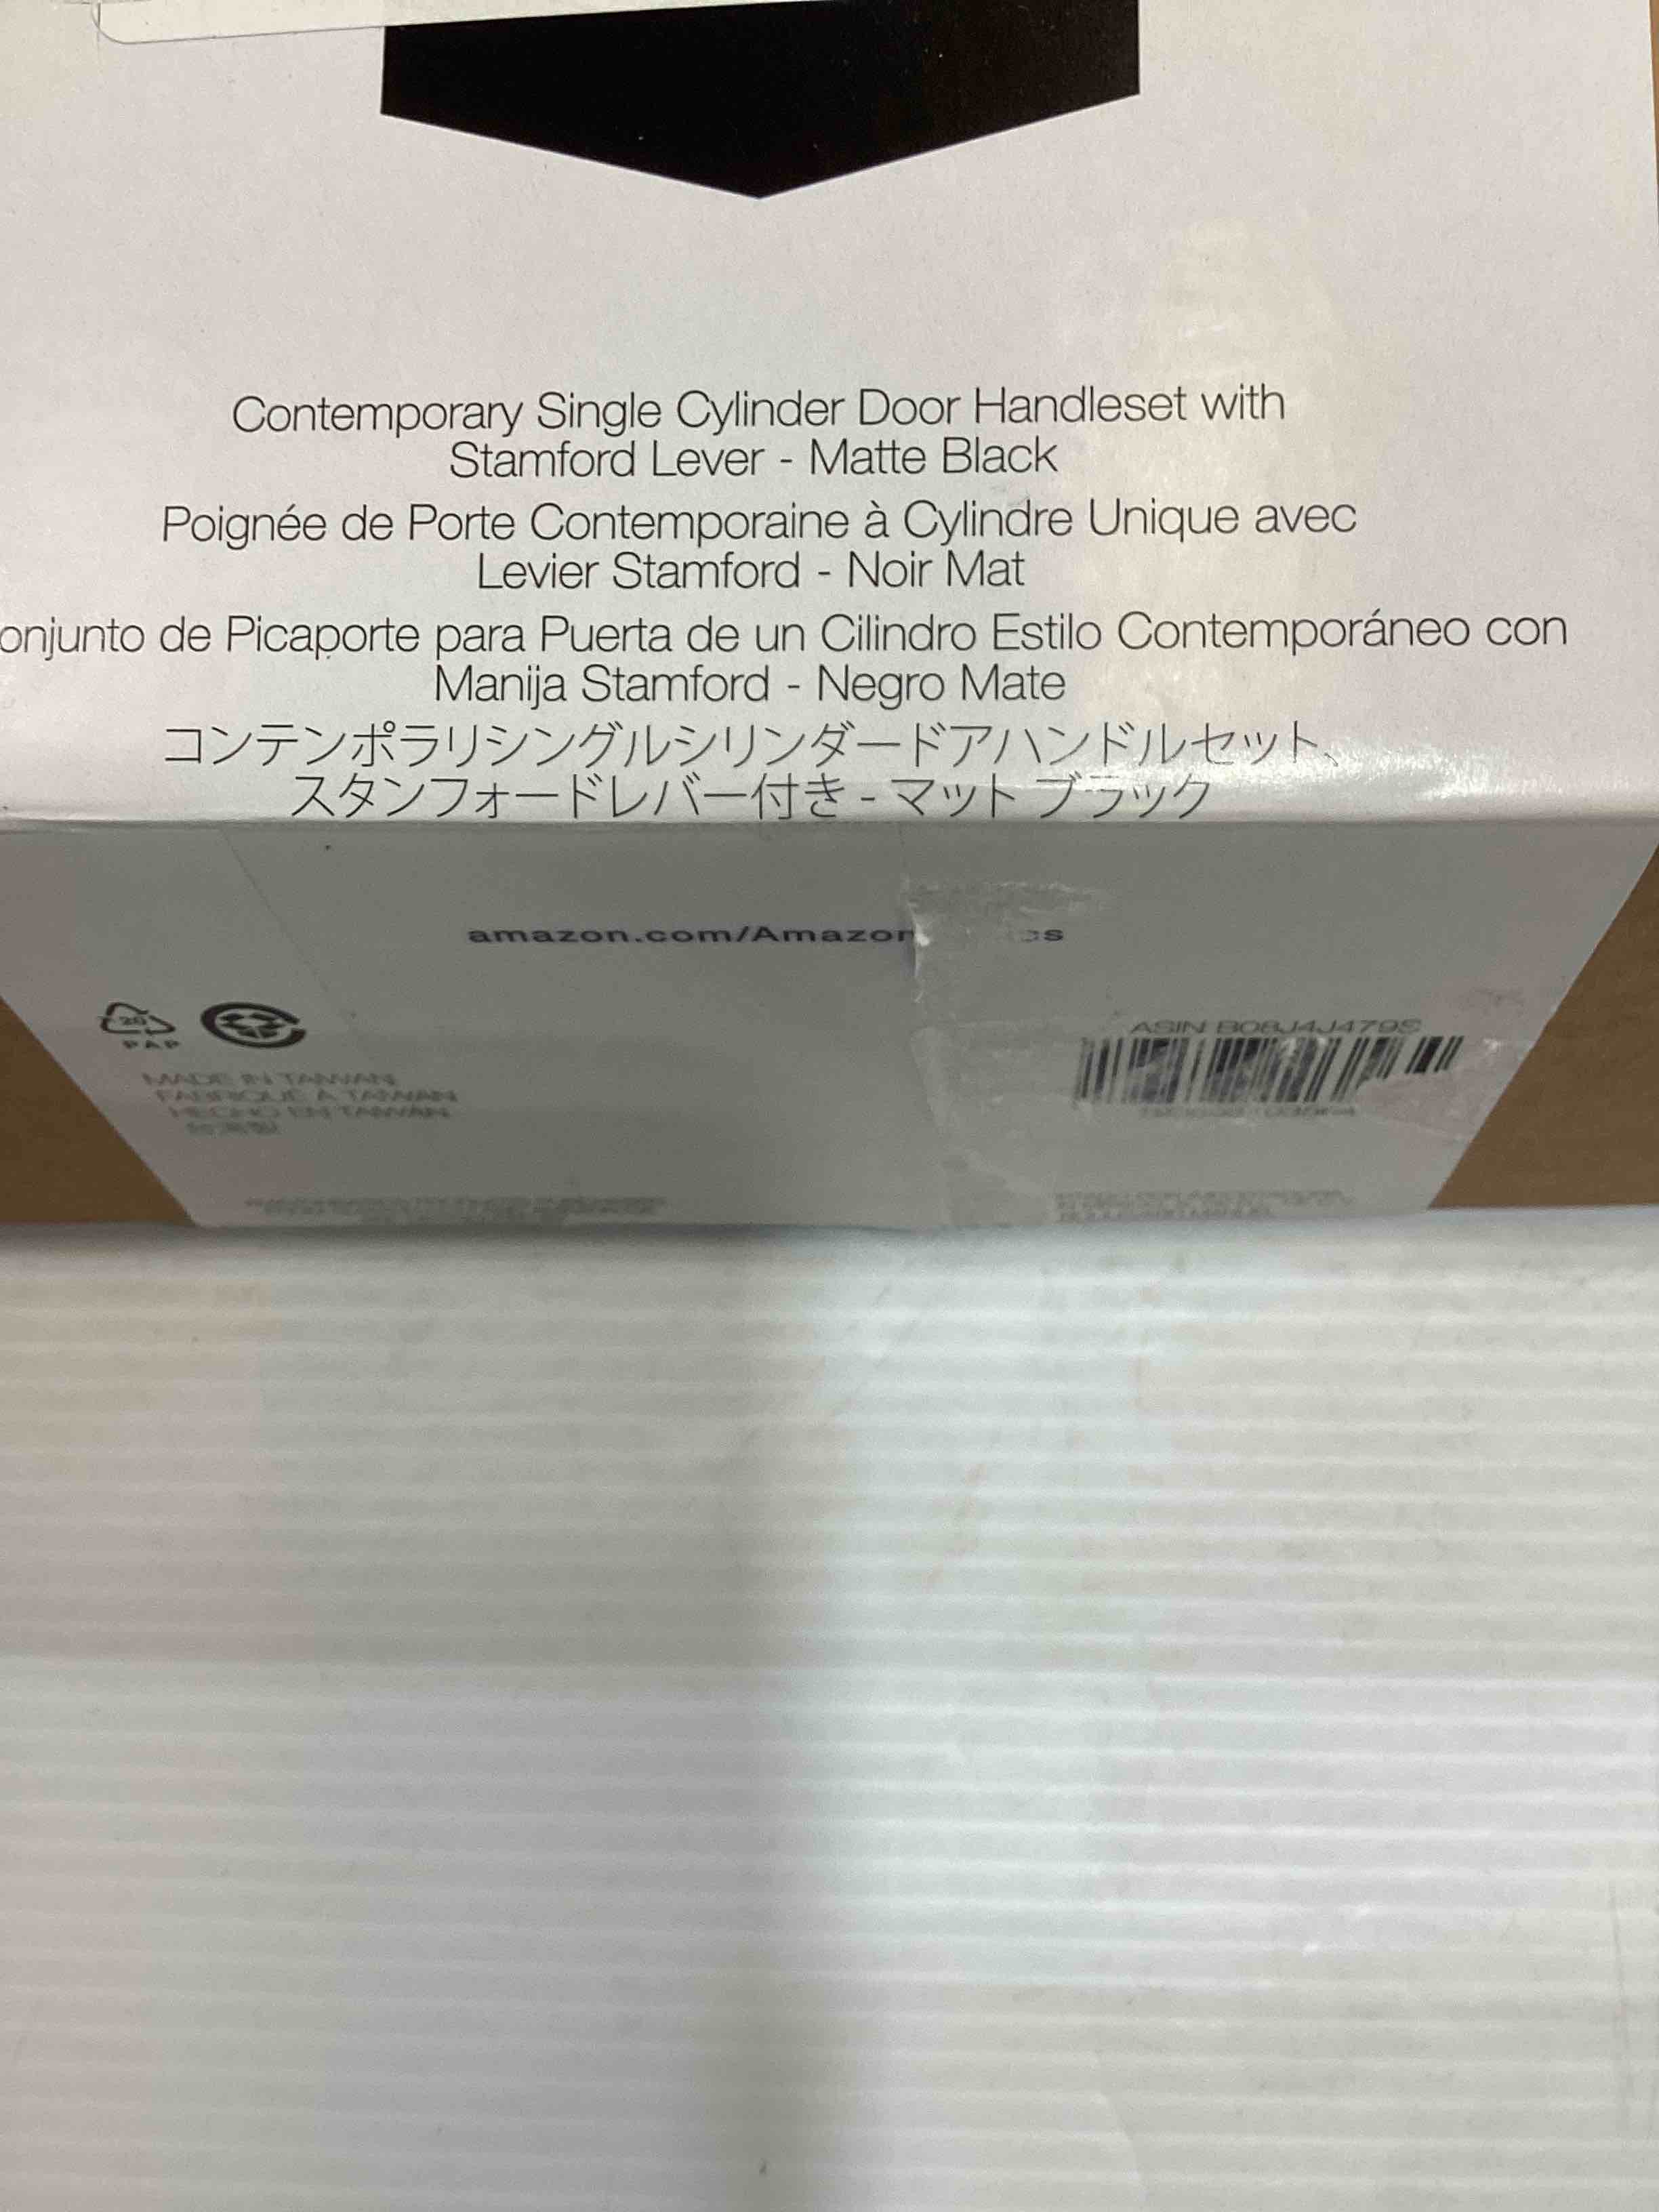 Contemporary Single Cylinder Door Handleset with
Stamford Lever - Matte Black
Poignée de Porte Contemporaine à Cylindre Unique avec
Levier Stamford - Noir Mat
onjunto de Picaporte para Puerta de un Cilindro Estilo Contemporáneo con
Manija Stamford - Negro Mate
コンテンポラリシングルシリンダードアハンドルセット、
スタンフォードレバー付き - マット ブラック
amazon.com/Amazon
ASIN B08J4J479S
20
PAP
MADE IN TAIWAN
FABRIQUÉ À TAIWAN
HECHO EN TAIWÁN